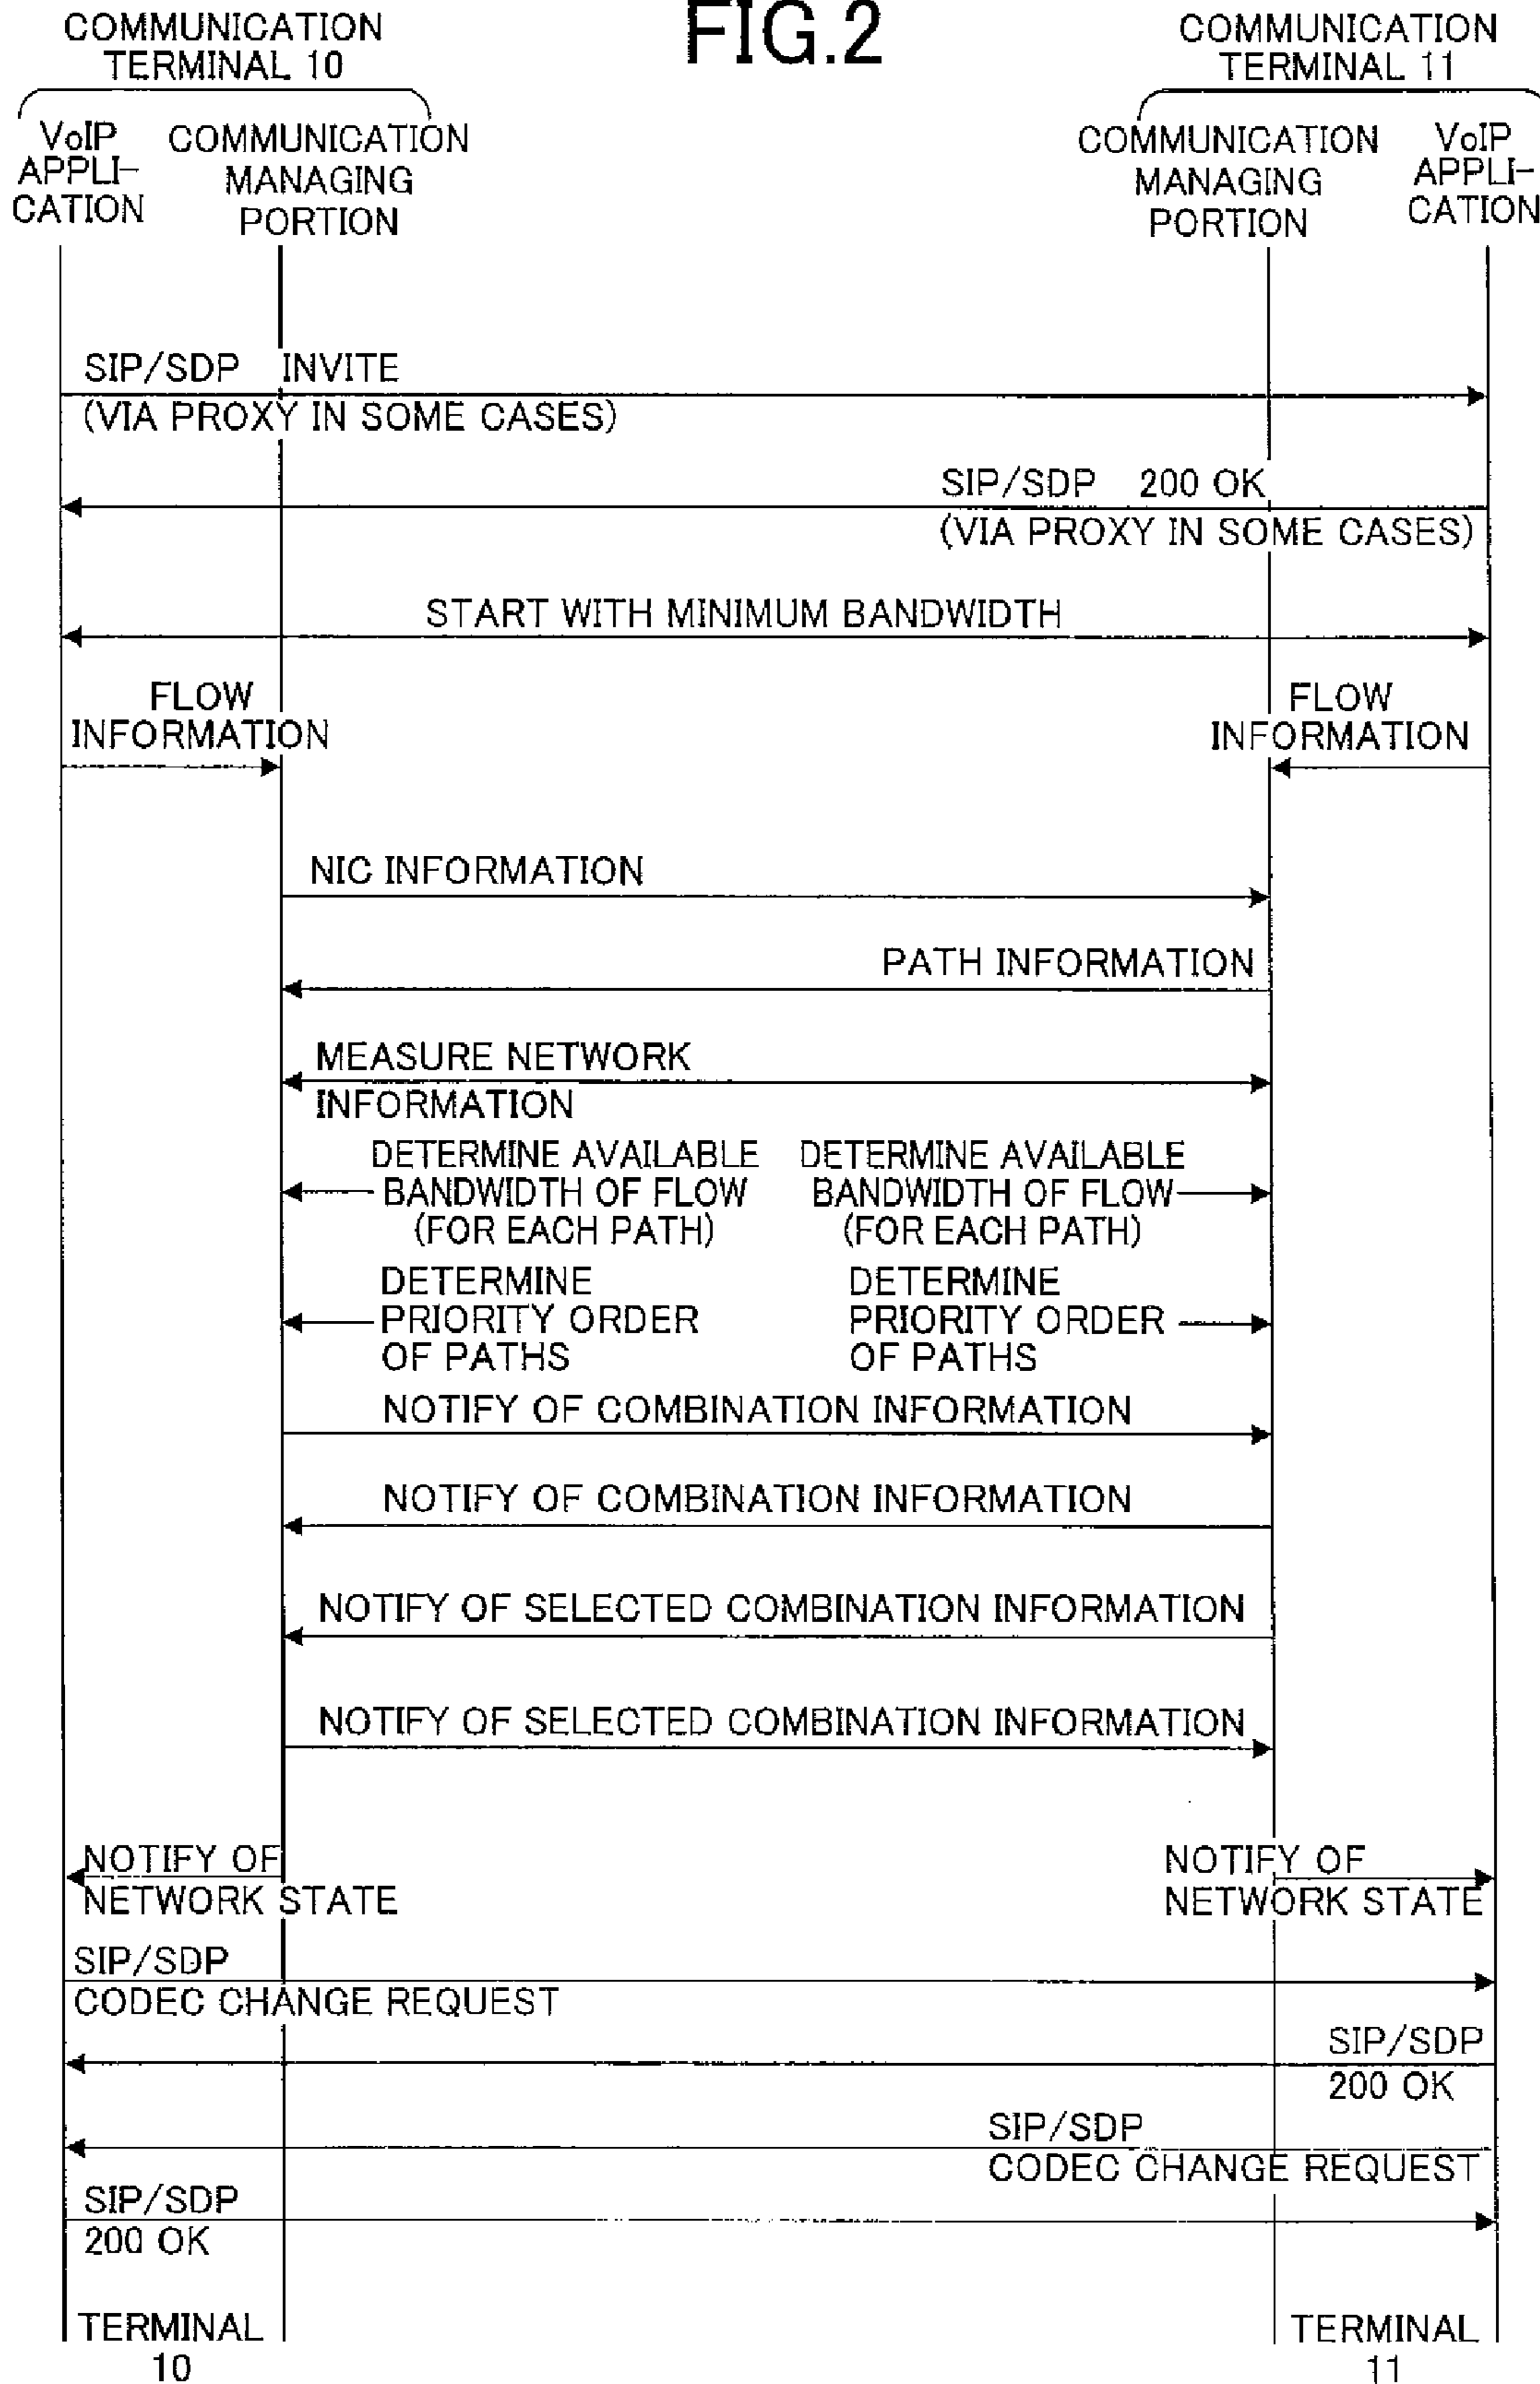 FIG.2
COMMUNICATION
TERMINAL 10
COMMUNICATION
TERMINAL 11
VoIP
APPLI-
CATION
COMMUNICATION
MANAGING
PORTION
COMMUNICATION
MANAGING
PORTION
VoIP
APPLI-
CATION
SIP/SDP INVITE
(VIA PROXY IN SOME CASES)
SIP/SDP 200 OK
(VIA PROXY IN SOME CASES)
START WITH MINIMUM BANDWIDTH
FLOW
INFORMATION
FLOW
INFORMATION
NIC INFORMATION
PATH INFORMATION
MEASURE NETWORK
INFORMATION
DETERMINE AVAILABLE
BANDWIDTH OF FLOW
(FOR EACH PATH)
DETERMINE AVAILABLE
BANDWIDTH OF FLOW
(FOR EACH PATH)
DETERMINE
PRIORITY ORDER
OF PATHS
DETERMINE
PRIORITY ORDER
OF PATHS
NOTIFY OF COMBINATION INFORMATION
NOTIFY OF COMBINATION INFORMATION
NOTIFY OF SELECTED COMBINATION INFORMATION
NOTIFY OF SELECTED COMBINATION INFORMATION
NOTIFY OF
NETWORK STATE
NOTIFY OF
NETWORK STATE
SIP/SDP
CODEC CHANGE REQUEST
SIP/SDP
200 OK
SIP/SDP
CODEC CHANGE REQUEST
SIP/SDP
200 OK
TERMINAL
10
TERMINAL
11